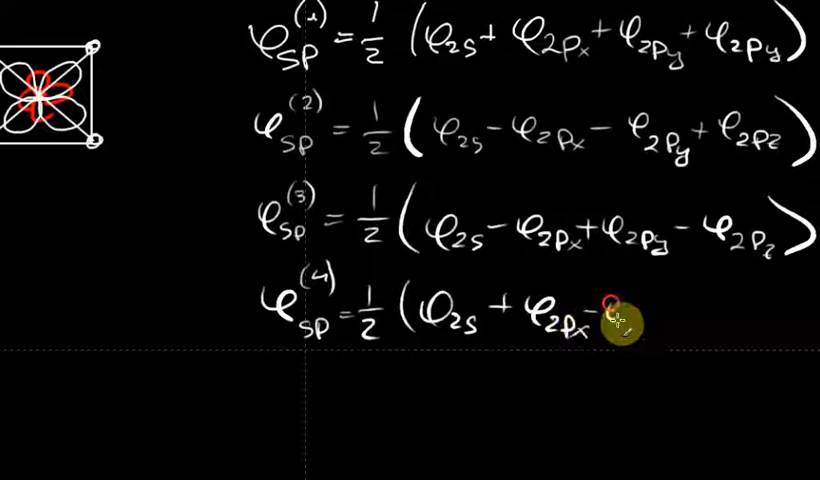 φ_sp^(1) = 1/2 (φ_2s + φ_2px + φ_2py + φ_2py)
φ_sp^(2) = 1/2 (φ_2s - φ_2px - φ_2py + φ_2pz)
φ_sp^(3) = 1/2 (φ_2s - φ_2px + φ_2py - φ_2pz)
φ_sp^(4) = 1/2 (φ_2s + φ_2px -